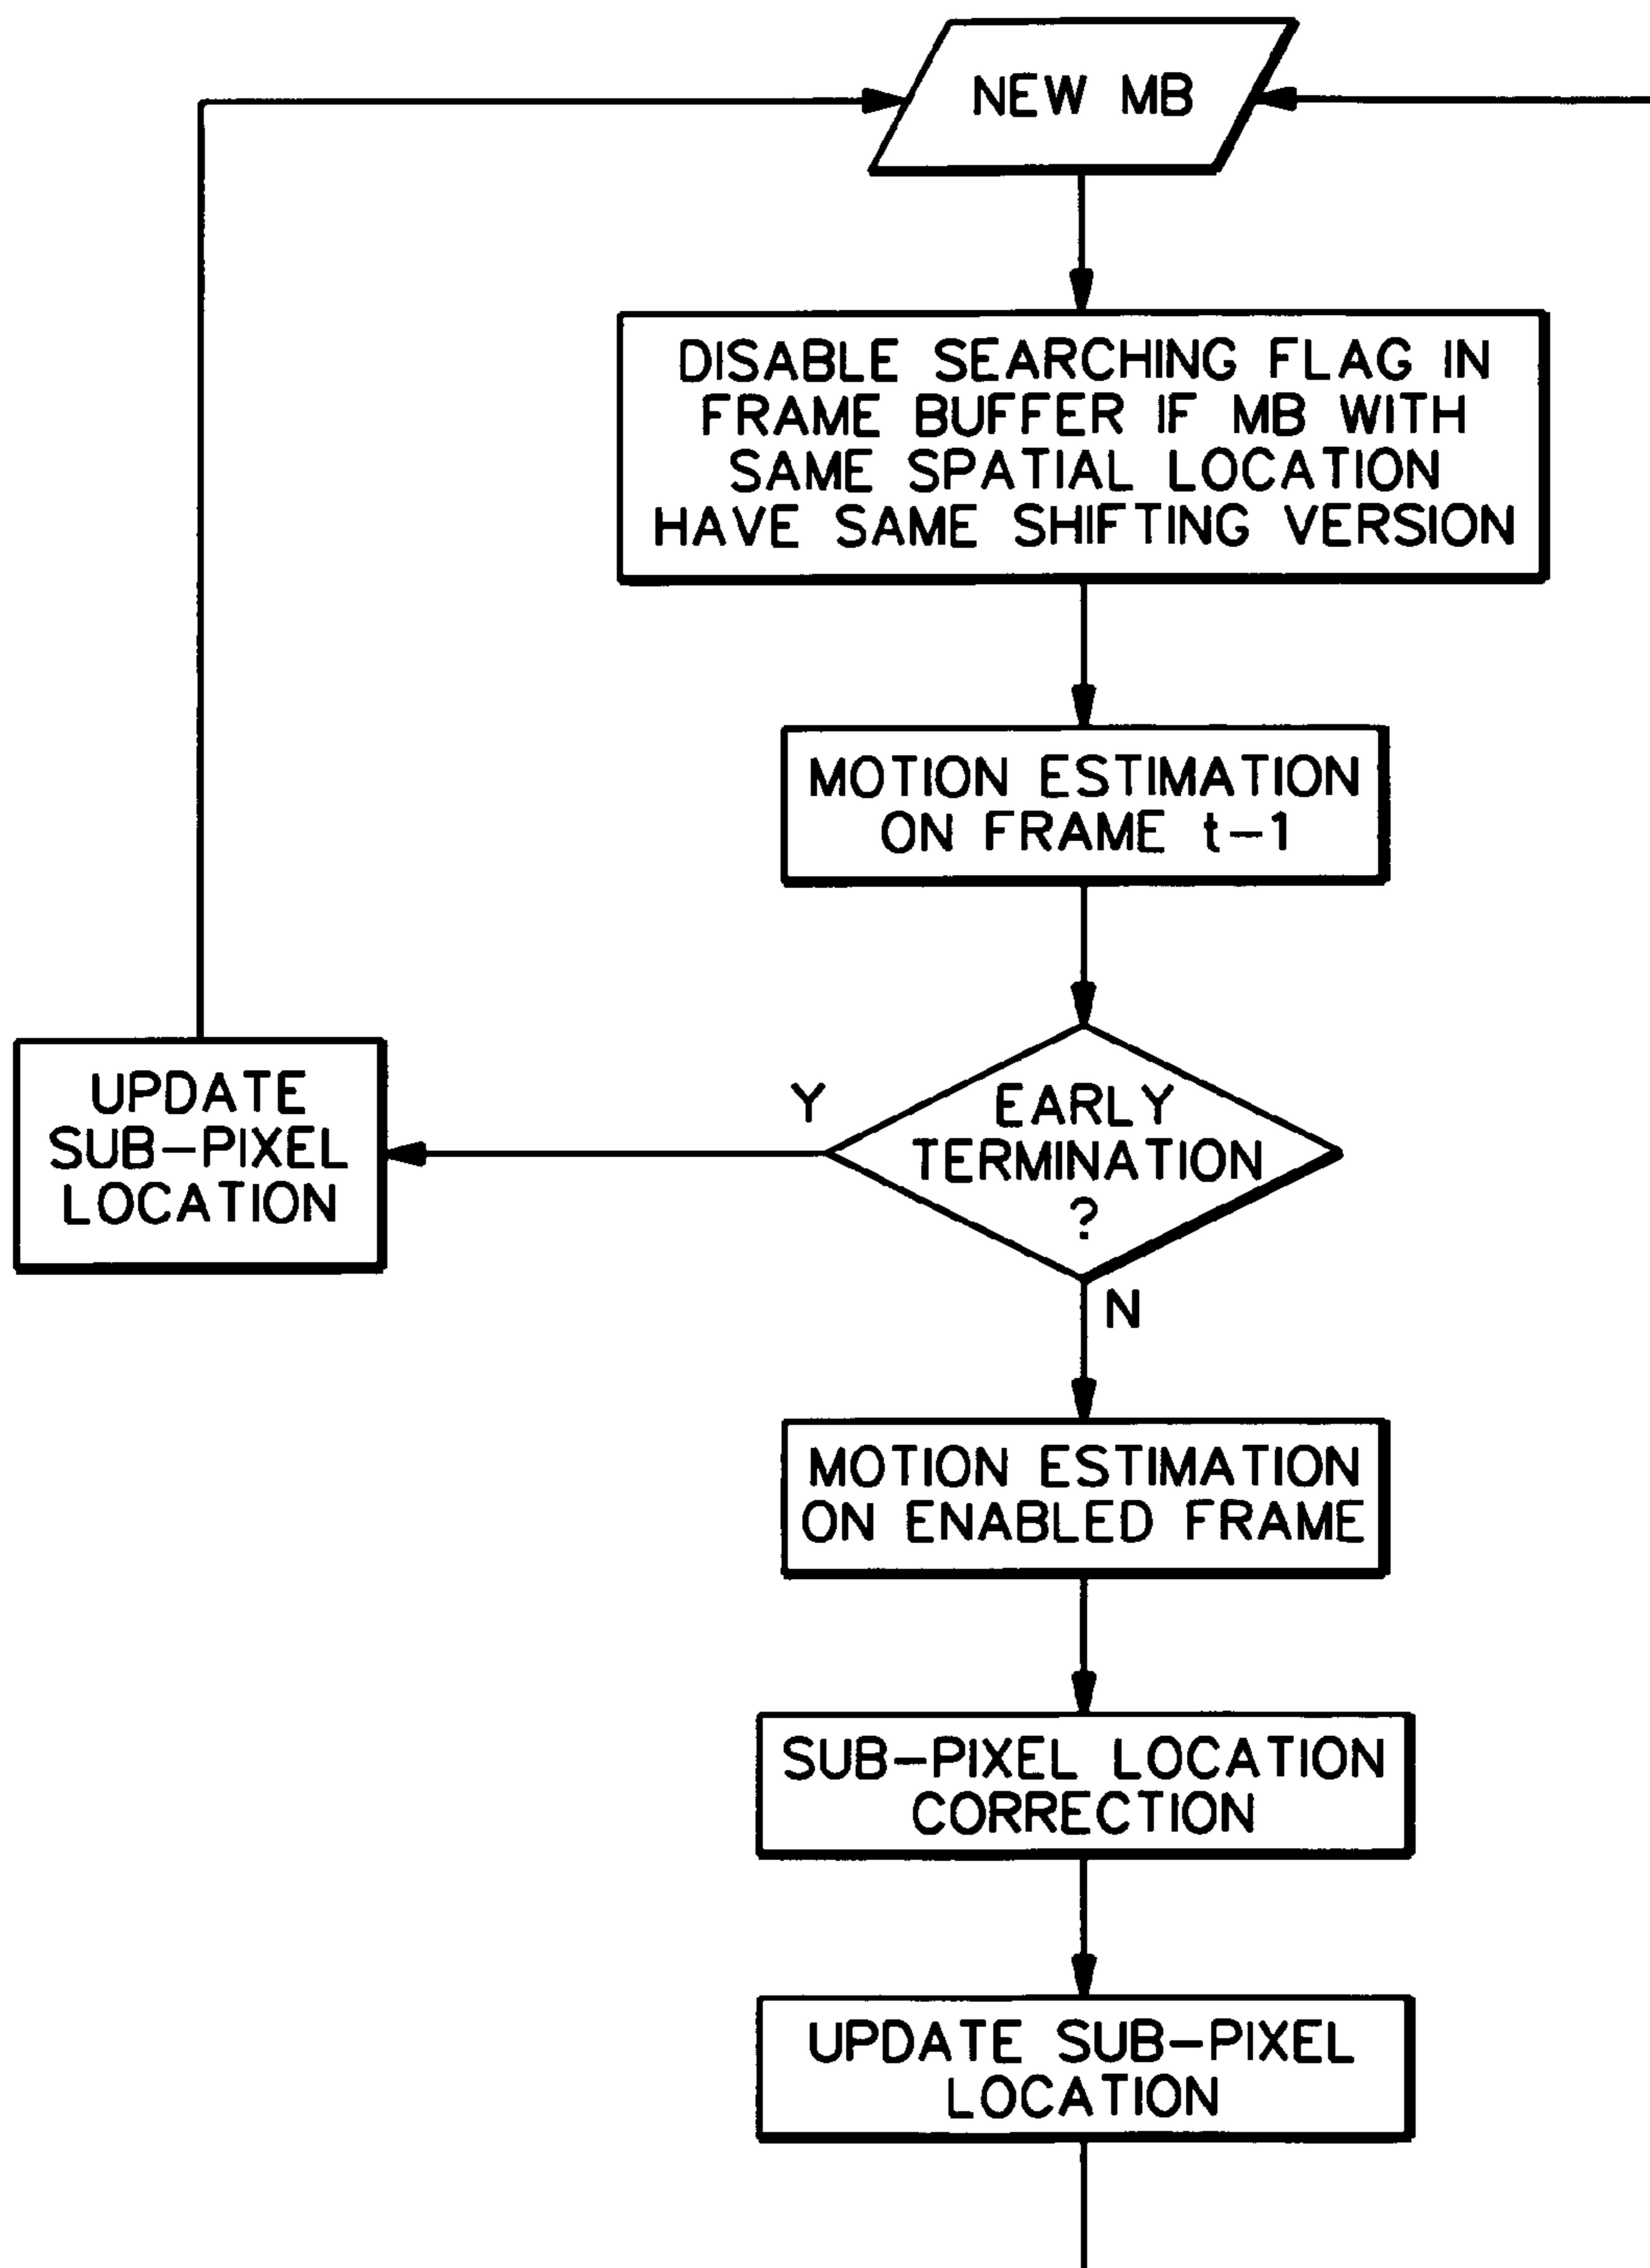 NEW MB
DISABLE SEARCHING FLAG IN
FRAME BUFFER IF MB WITH
SAME SPATIAL LOCATION
HAVE SAME SHIFTING VERSION
MOTION ESTIMATION
ON FRAME t-1
Y
EARLY
TERMINATION
?
UPDATE
SUB-PIXEL
LOCATION
N
MOTION ESTIMATION
ON ENABLED FRAME
SUB-PIXEL LOCATION
CORRECTION
UPDATE SUB-PIXEL
LOCATION